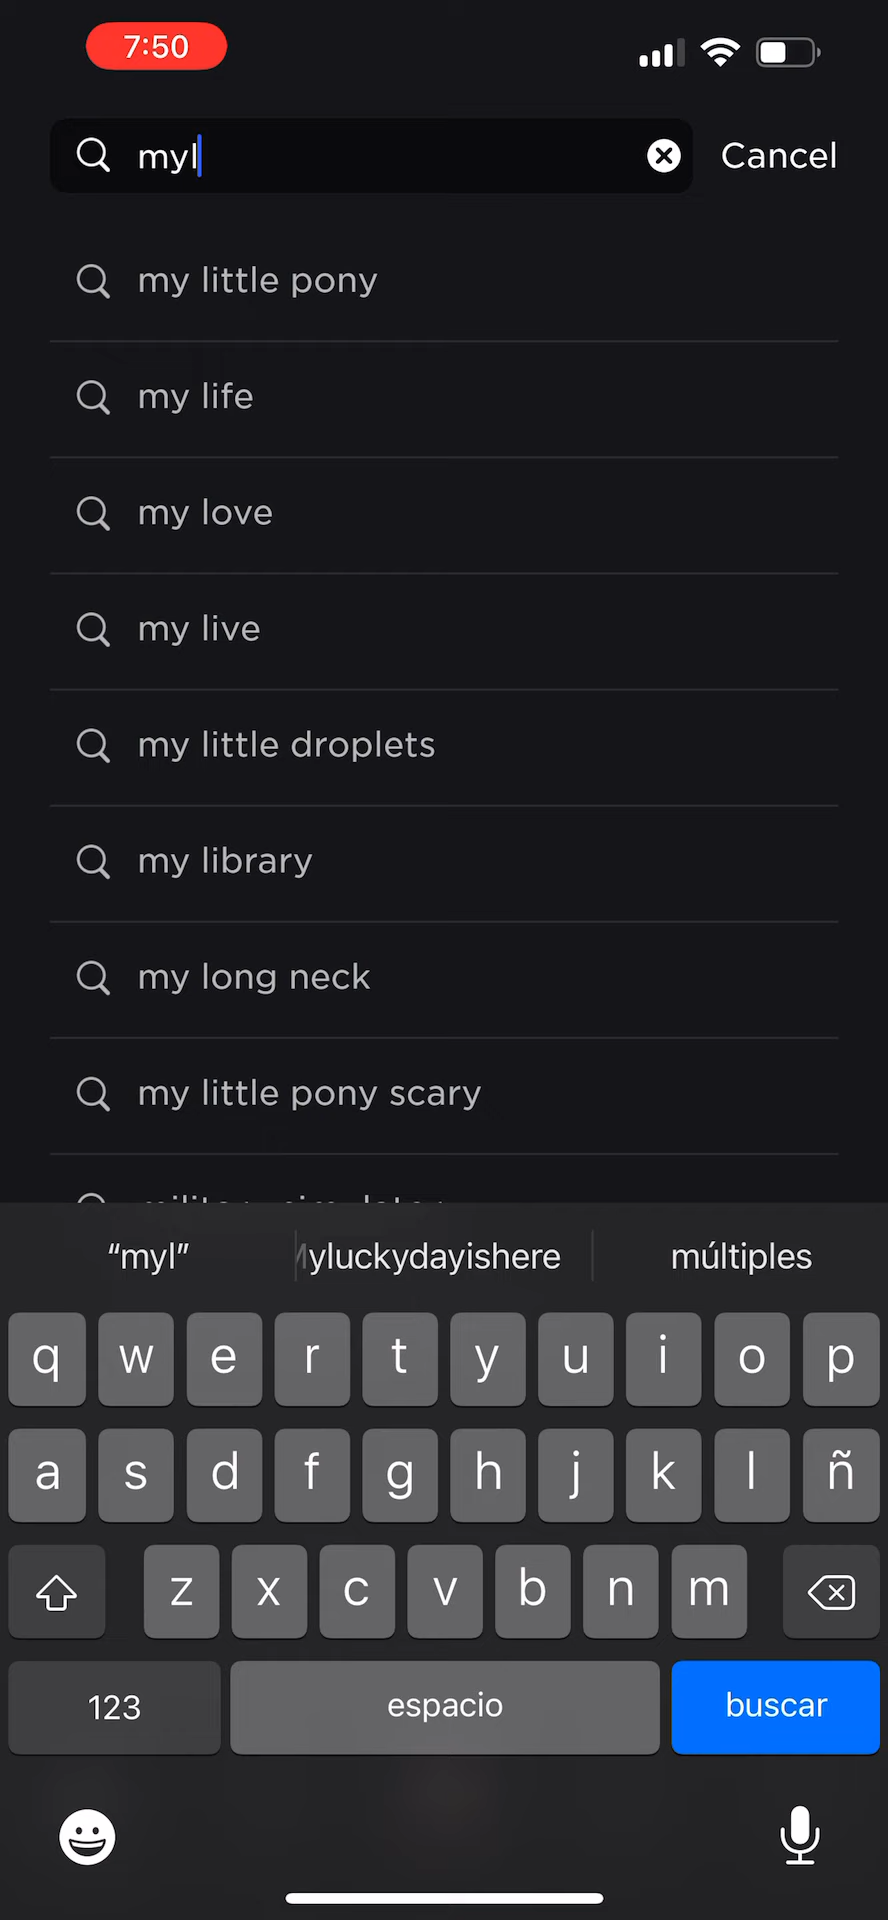 7:50
myl
Cancel
my little pony
my life
my love
my live
my little droplets
my library
my long neck
my little pony scary
“myl” yluckydayishere múltiples
q w e r t y u i o p
a s d f g h j k l ñ
z x c v b n m
123 espacio buscar